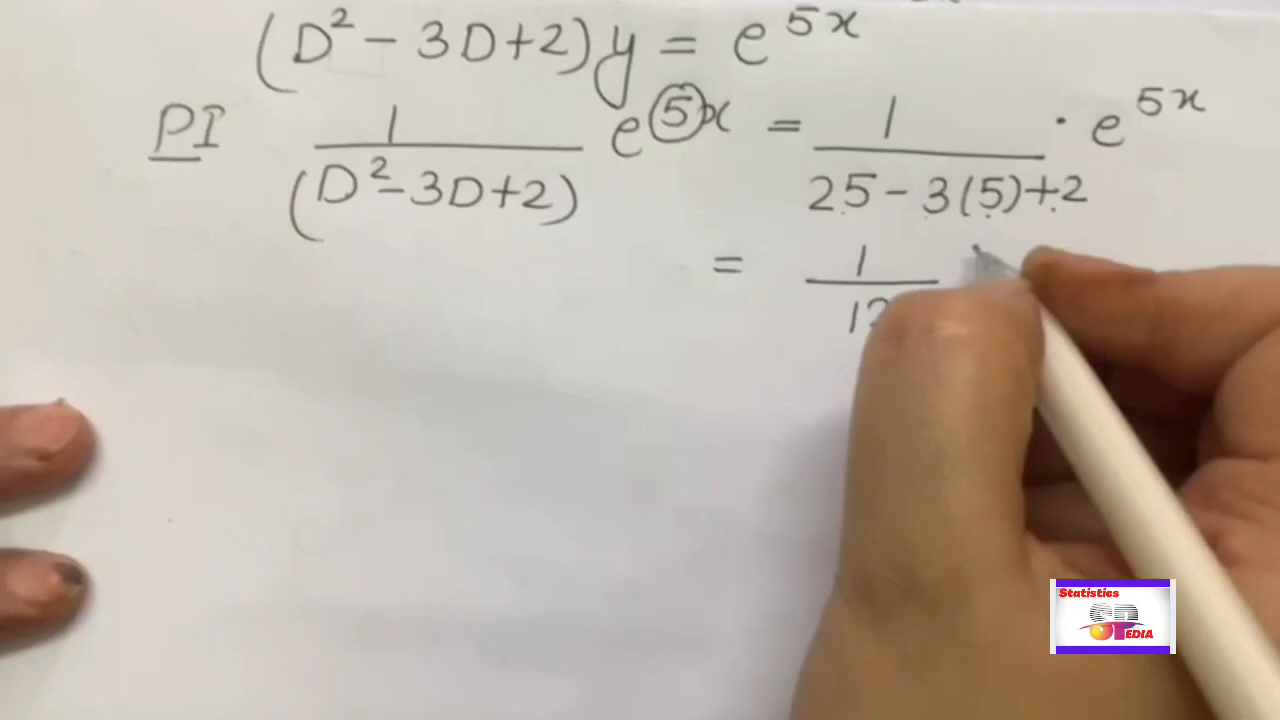 (D² - 3D+2)y = e^5x
PI 1/(D²-3D+2) e^5x = 1/(25-3(5)+2) · e^5x
= 1/12
Statistics
PEDIA